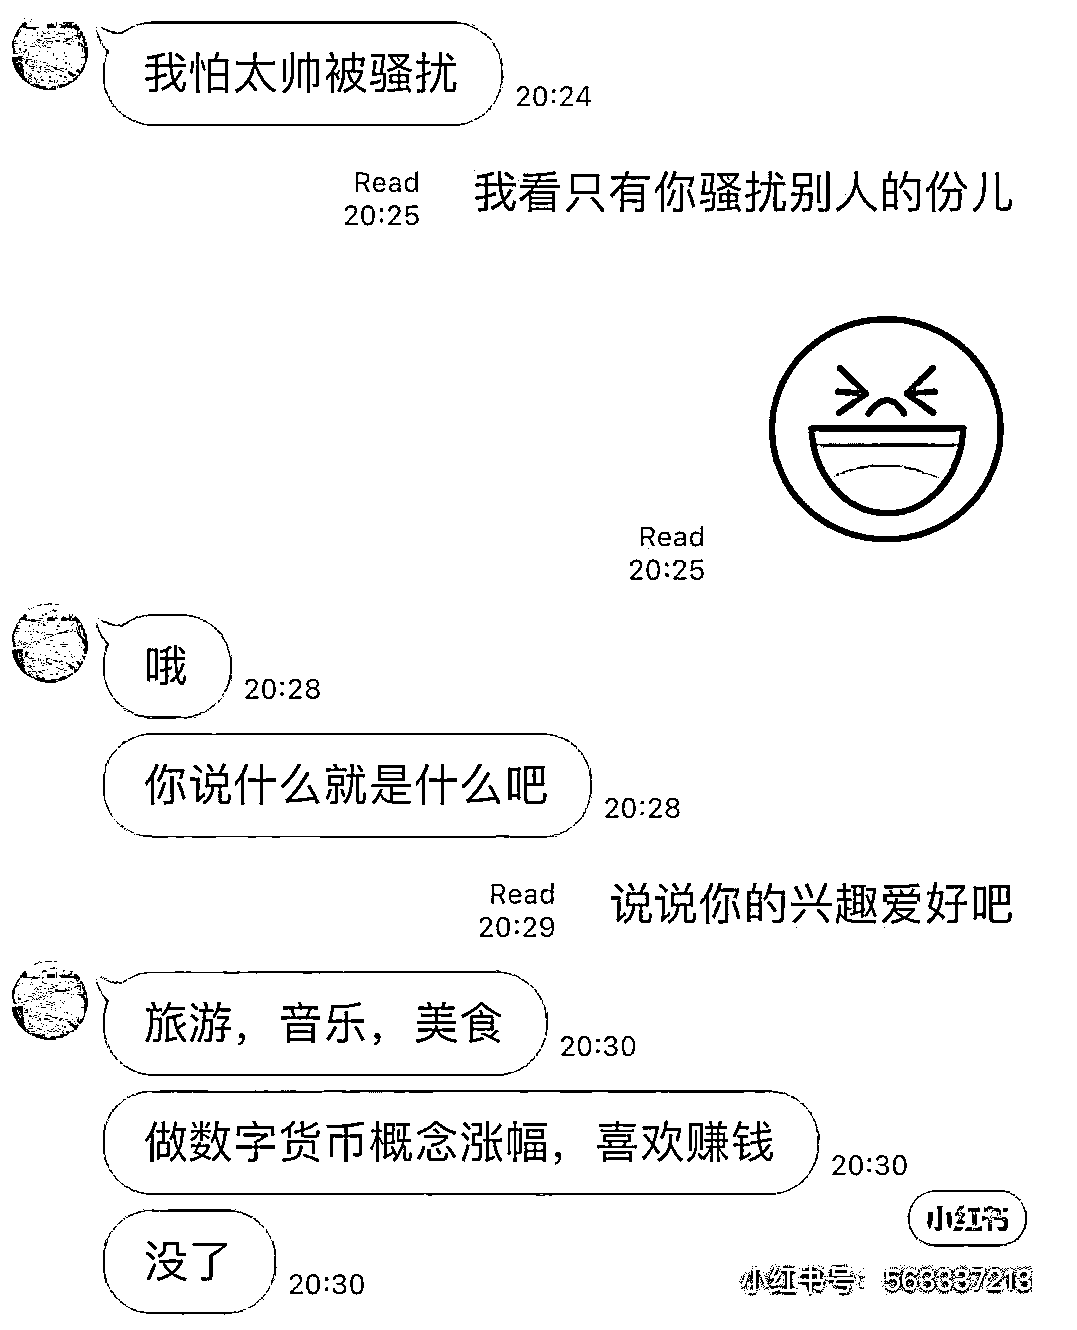 我怕太帅被骚扰
20:24
Read
20:25
我看只有你骚扰别人的份儿
Read
20:25
哦
20:28
你说什么就是什么吧
20:28
Read
20:29
说说你的兴趣爱好吧
旅游，音乐，美食
20:30
做数字货币概念涨幅，喜欢赚钱
20:30
小红书
没了
20:30
小红书号：563337213